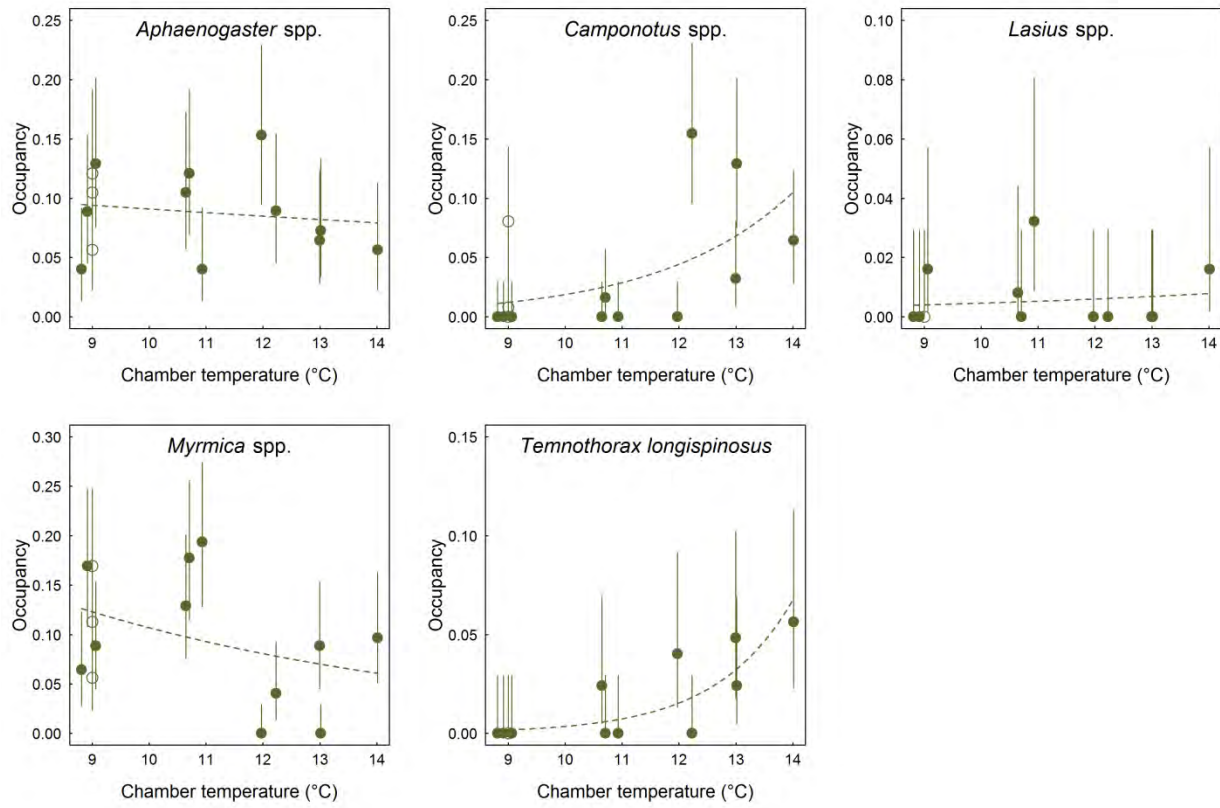 Aphaenogaster spp.
Occupancy
0.25
0.20
0.15
0.10
0.05
0.00
9 10 11 12 13 14
Chamber temperature (°C)
Camponotus spp.
Occupancy
0.25
0.20
0.15
0.10
0.05
0.00
9 10 11 12 13 14
Chamber temperature (°C)
Lasius spp.
Occupancy
0.10
0.08
0.06
0.04
0.02
0.00
9 10 11 12 13 14
Chamber temperature (°C)
Myrmica spp.
Occupancy
0.30
0.25
0.20
0.15
0.10
0.05
0.00
9 10 11 12 13 14
Chamber temperature (°C)
Temnothorax longispinosus
Occupancy
0.15
0.10
0.05
0.00
9 10 11 12 13 14
Chamber temperature (°C)